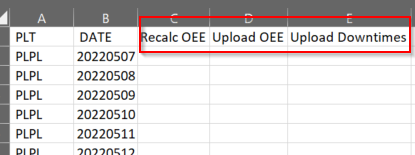 A B C D E
PLT DATE Recalc OEE Upload OEE Upload Downtimes
PLPL 20220507
PLPL 20220508
PLPL 20220509
PLPL 20220510
PLPL 20220511
PLPL 20220512